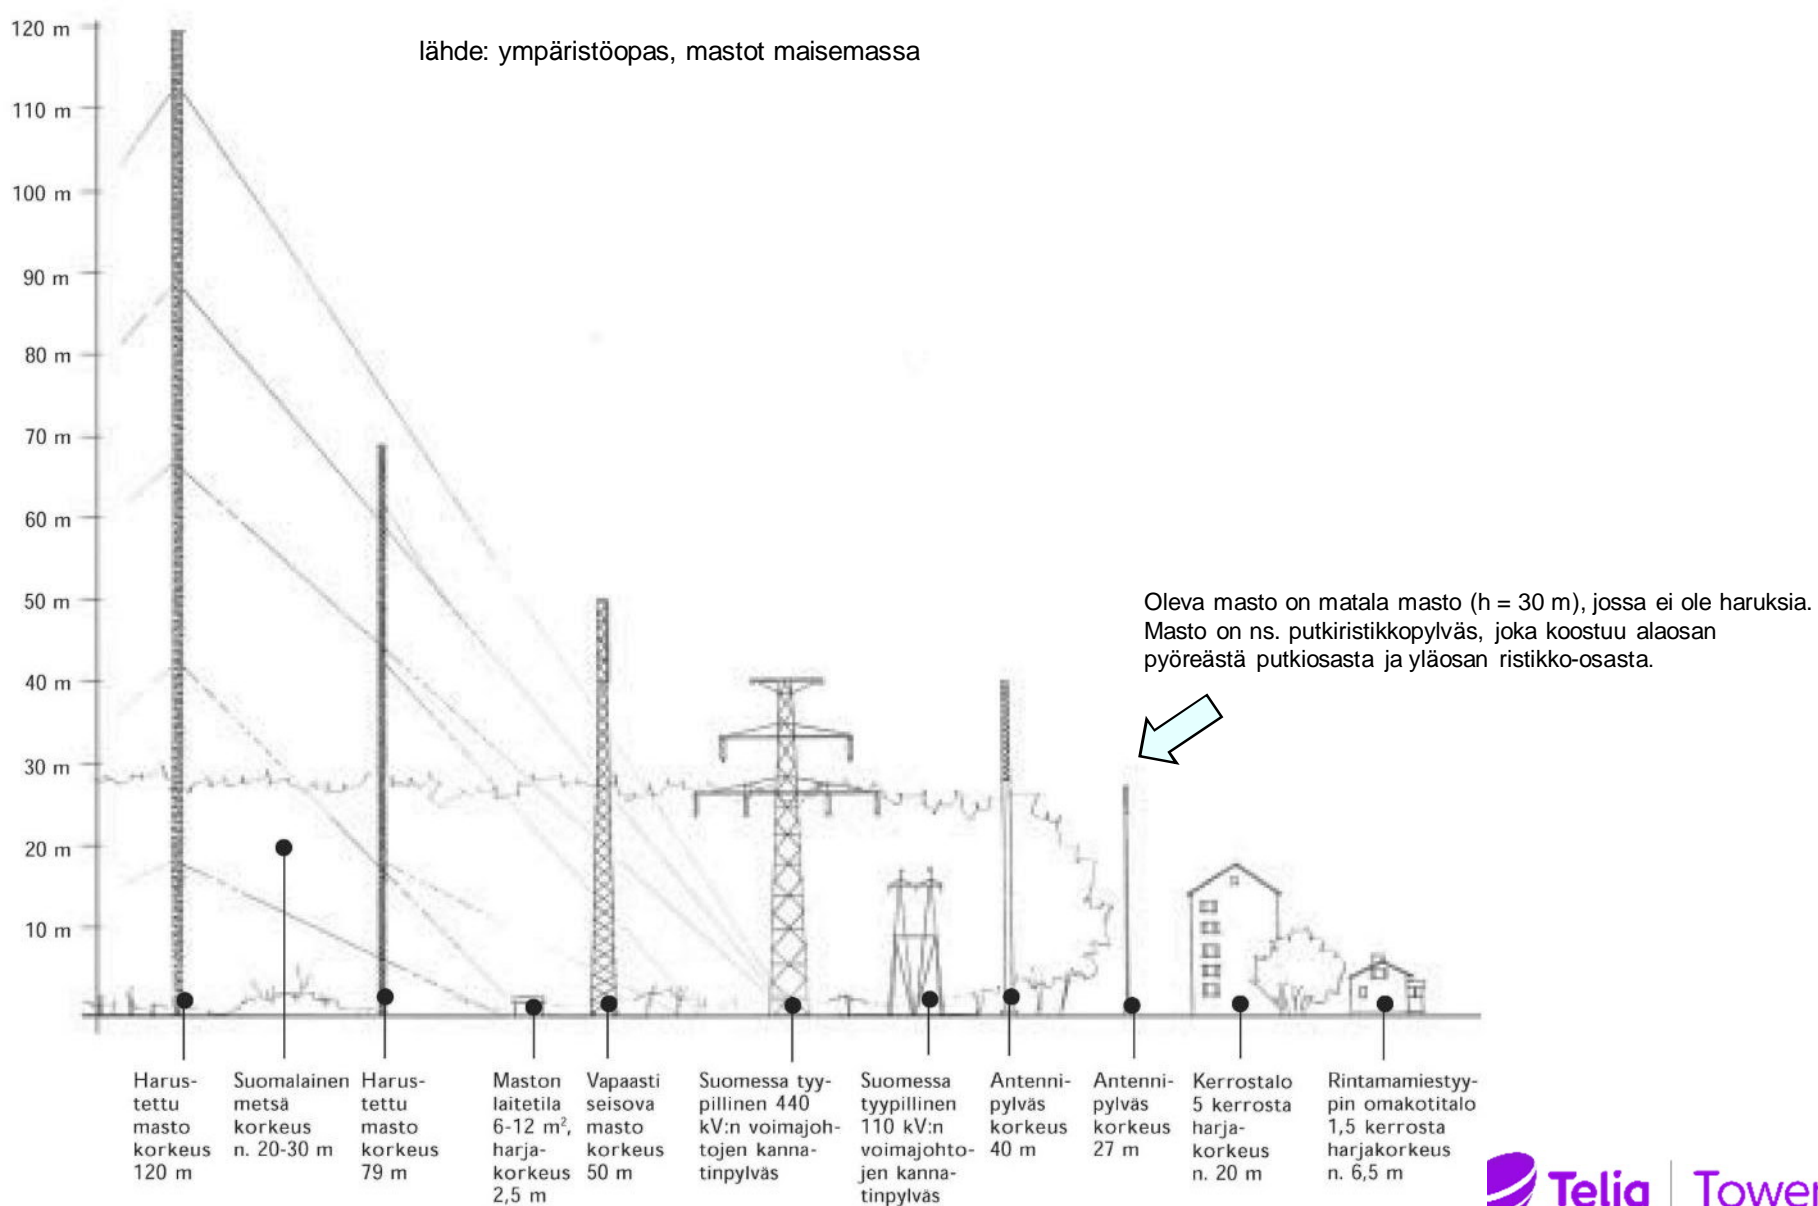 120 m
lähde: ympäristöopas, mastot maisemassa
110 m
100 m
90 m
80 m
70 m
60 m
50 m
40 m
30 m
20 m
10 m
Oleva masto on matala masto (h = 30 m), jossa ei ole haruksia.
Masto on ns. putkiristikkopylväs, joka koostuu alaosan
pyöreästä putkiosasta ja yläosan ristikko-osasta.
Harus-
tettu
masto
korkeus
120 m
Suomalainen
metsä
korkeus
n. 20-30 m
Harus-
tettu
masto
korkeus
79 m
Maston
laitetila
6-12 m²,
harja-
korkeus
2,5 m
Vapaasti
seisova
masto
korkeus
50 m
Suomessa tyy-
pillinen 440
kV:n voimajoh-
tojen kanna-
tinpylväs
Suomessa
tyypillinen
110 kV:n
voimajohto-
jen kanna-
tinpylväs
Antenni-
pylväs
korkeus
40 m
Antenni-
pylväs
korkeus
27 m
Kerrostalo
5 kerrosta
harja-
korkeus
n. 20 m
Rintamamiestyy-
pin omakotitalo
1,5 kerrosta
harjakorkeus
n. 6,5 m
Telia | Tower